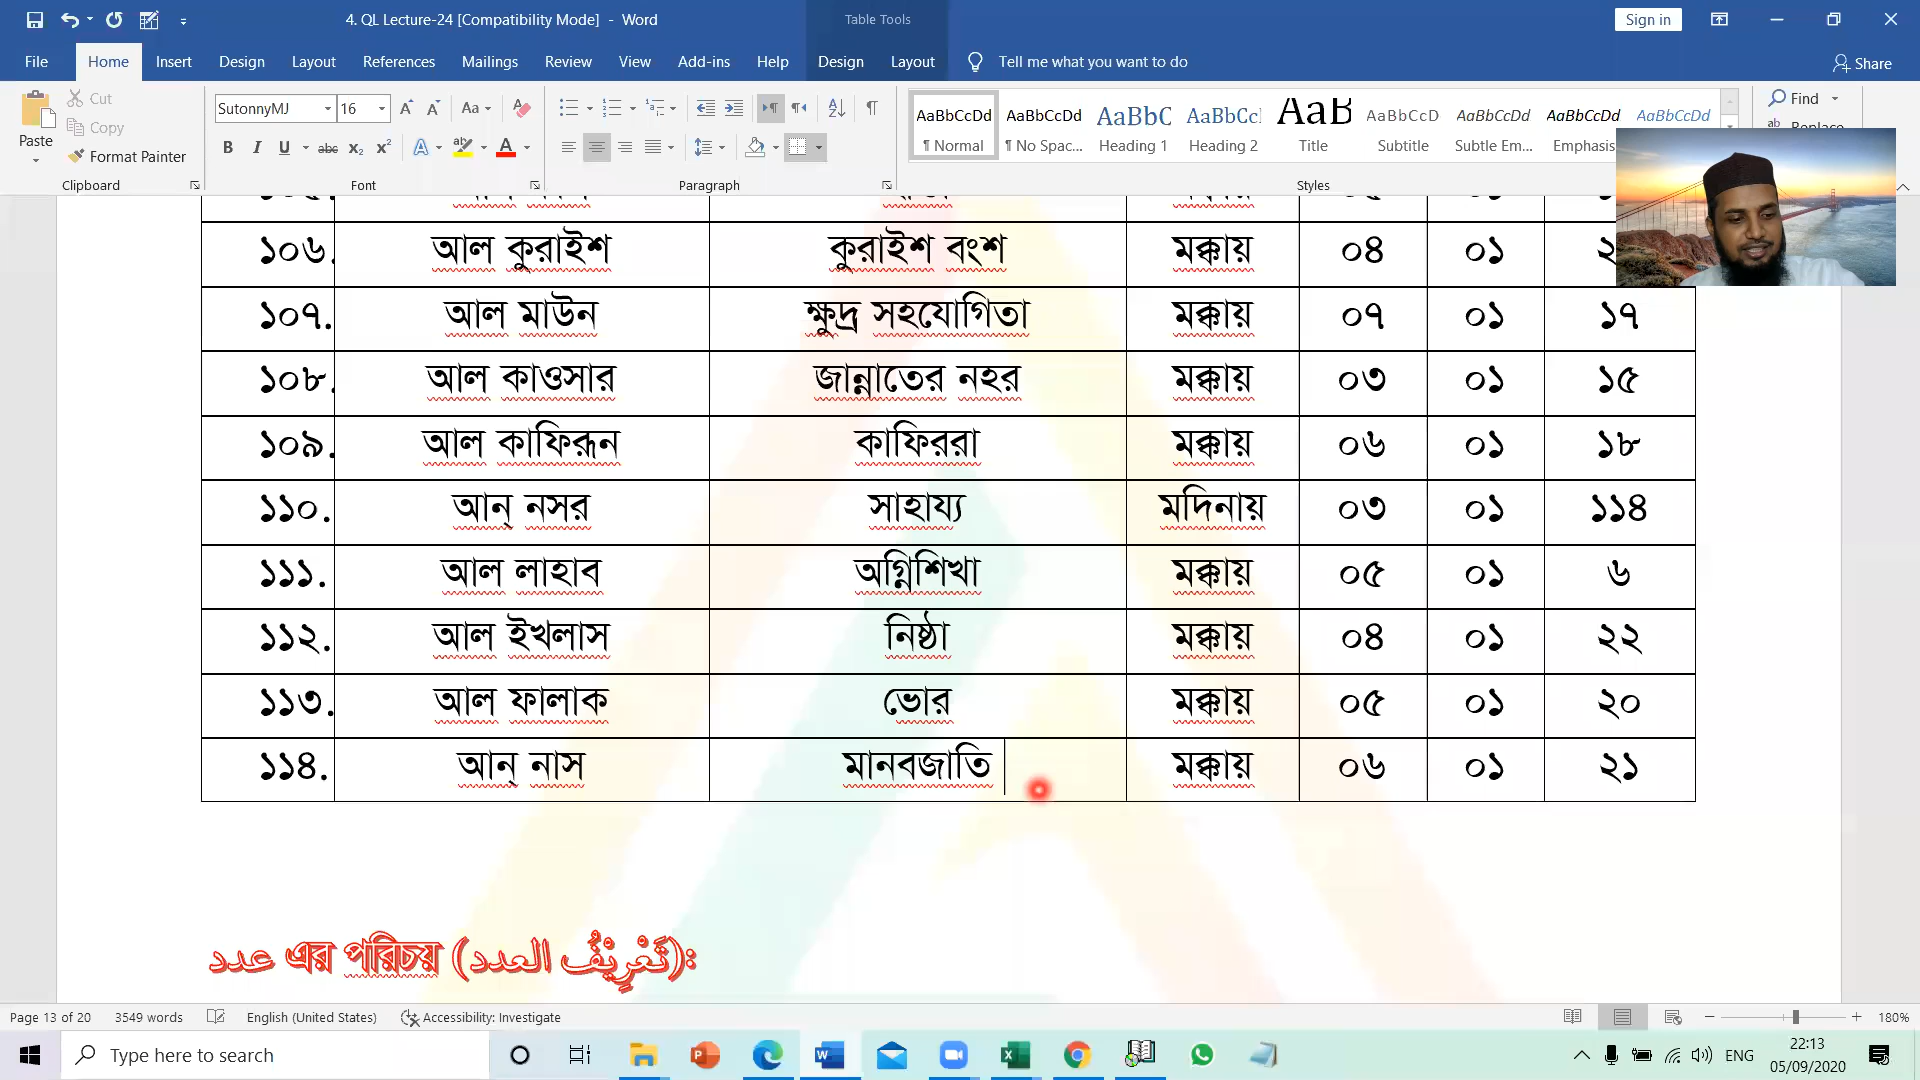 4. QL Lecture-24 [Compatibility Mode] - Word
Table Tools
Sign in
File Home Insert Design Layout References Mailings Review View Add-ins Help Design Layout Tell me what you want to do Share
Paste Cut Copy Format Painter
Clipboard
SutonnyMJ 16
Font
Paragraph
AaBbCcDd AaBbCcDd AaBbC AaBbCc AaB AaBbCcD AaBbCcDd AaBbCcDd AaBbCcDd
¶ Normal ¶ No Spac... Heading 1 Heading 2 Title Subtitle Subtle Em... Emphasis
Styles
Find
Replace
১০৬. আল কুরাইশ কুরাইশ বংশ মক্কায় ০৪ ০১
১০৭. আল মাউন ক্ষুদ্র সহযোগিতা মক্কায় ০৭ ০১ ১৭
১০৮. আল কাওসার জান্নাতের নহর মক্কায় ০৩ ০১ ১৫
১০৯. আল কাফিরূন কাফিররা মক্কায় ০৬ ০১ ১৮
১১০. আন্ নসর সাহায্য মদিনায় ০৩ ০১ ১১৪
১১১. আল লাহাব অগ্নিশিখা মক্কায় ০৫ ০১ ৬
১১২. আল ইখলাস নিষ্ঠা মক্কায় ০৪ ০১ ২২
১১৩. আল ফালাক ভোর মক্কায় ০৫ ০১ ২০
১১৪. আন্ নাস মানবজাতি মক্কায় ০৬ ০১ ২১
عدد এর পরিচয় (تَعْرِيْفُ العدد):
Page 13 of 20 3549 words English (United States) Accessibility: Investigate 180%
Type here to search
ENG
22:13
05/09/2020